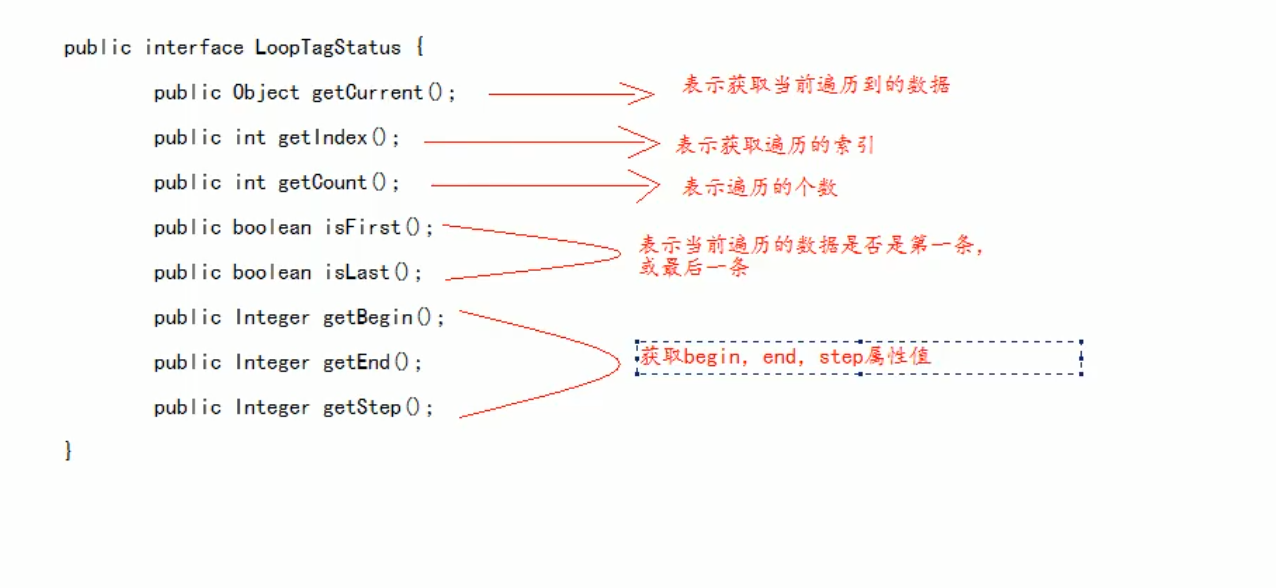 public interface LoopTagStatus {
public Object getCurrent(); 表示获取当前遍历到的数据
public int getIndex(); 表示获取遍历的索引
public int getCount(); 表示遍历的个数
public boolean isFirst();
表示当前遍历的数据是否是第一条,
或最后一条
public boolean isLast();
public Integer getBegin();
获取begin, end, step属性值
public Integer getEnd();
public Integer getStep();
}